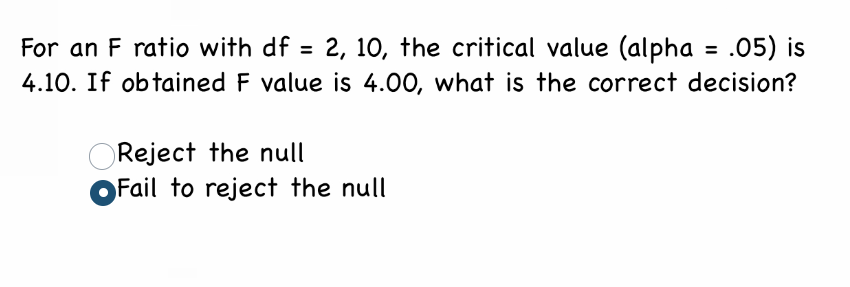 For an F ratio with df = 2, 10, the critical value (alpha = .05) is
4.10. If obtained F value is 4.00, what is the correct decision?
Reject the null
Fail to reject the null